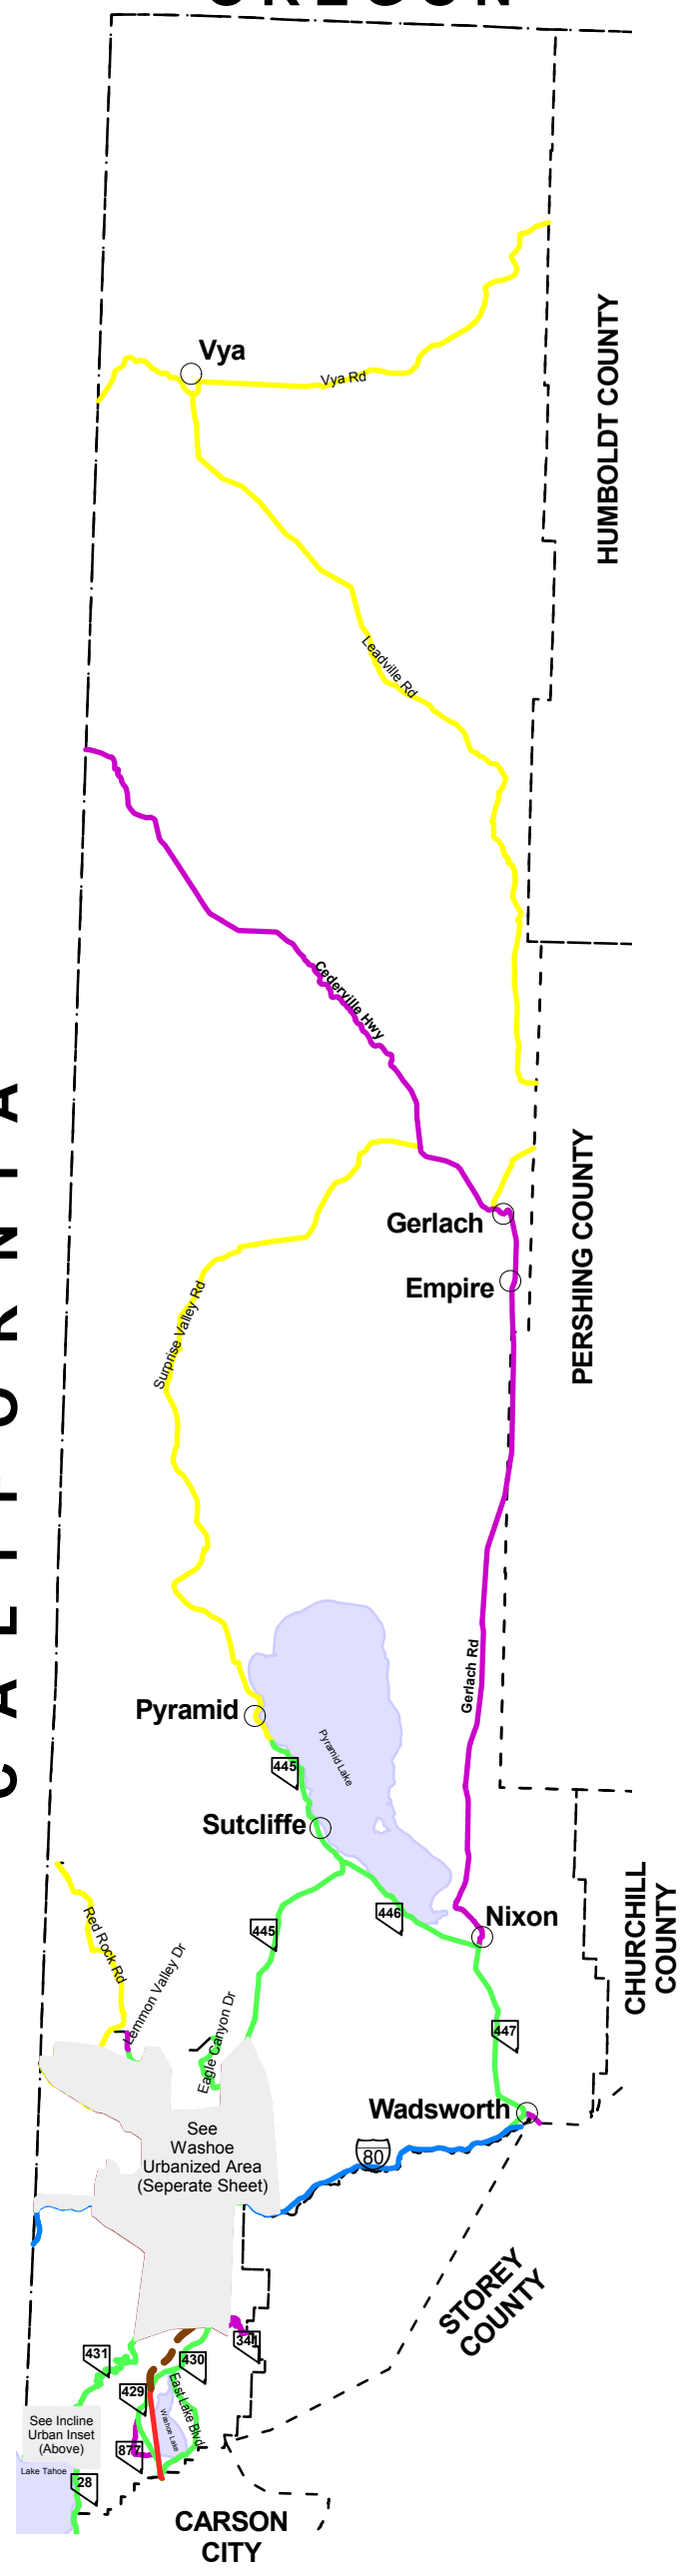 OREGON
Vya
Vya Rd
HUMBOLDT COUNTY
Leadville Rd
Cederville Hwy
CALIFORNIA
Gerlach
Empire
PERSHING COUNTY
Surprise Valley Rd
Gerlach Rd
Pyramid
Pyramid Lake
445
Sutcliffe
446
Nixon
445
CHURCHILL
COUNTY
Red Rock Rd
Lemmon Valley Dr
Eagle Canyon Dr
447
Wadsworth
See
Washoe
Urbanized Area
(Seperate Sheet)
80
STOREY
COUNTY
341
431
430
429
East Lake Blvd
Washoe Lake
See Incline
Urban Inset
(Above)
877
Lake Tahoe
28
CARSON
CITY